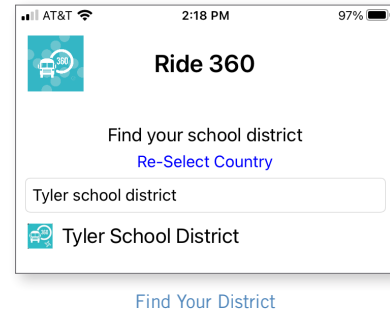 AT&T 2:18 PM 97%
360 Ride 360
Find your school district
Re-Select Country
Tyler school district
Tyler School District
Find Your District